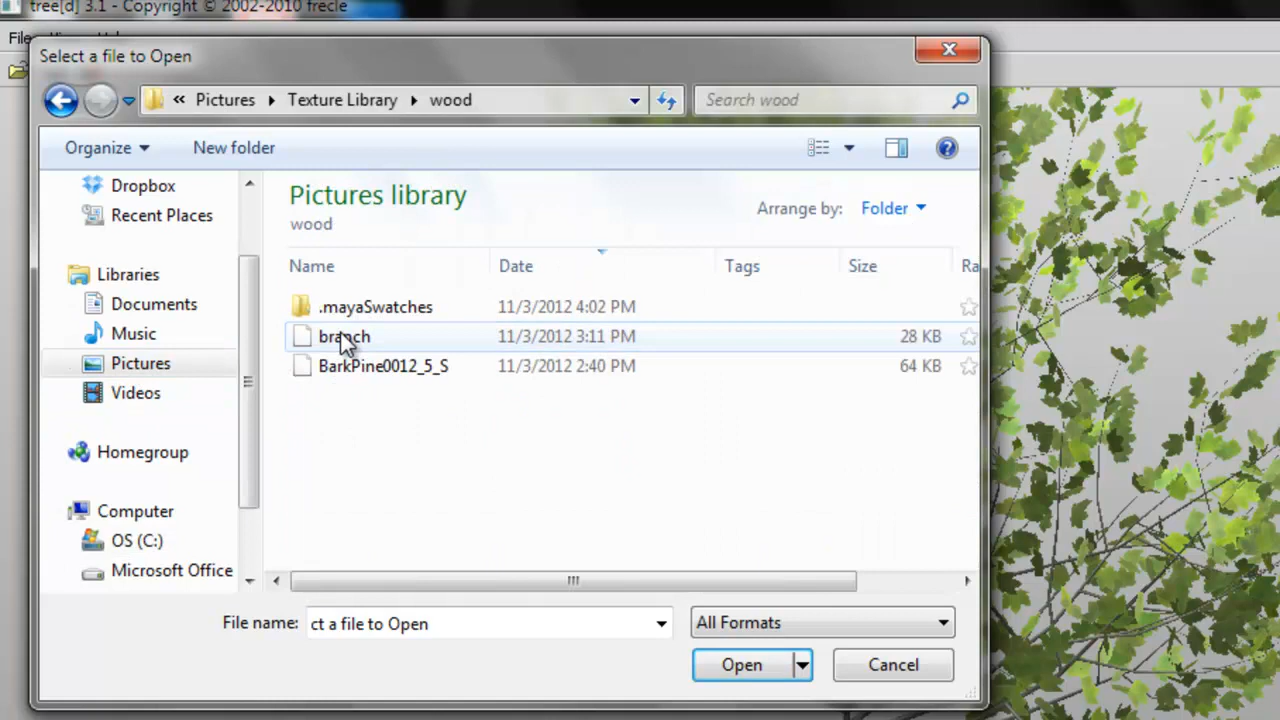 tree[d] 3.1 - Copyright © 2002-2010 frecle
Select a file to Open
« Pictures Texture Library wood
Search wood
Organize New folder
Dropbox
Recent Places
Libraries
Documents
Music
Pictures
Videos
Homegroup
Computer
OS (C:)
Microsoft Office
Pictures library
wood
Arrange by: Folder
Name Date Tags Size Ra
.mayaSwatches 11/3/2012 4:02 PM
branch 11/3/2012 3:11 PM 28 KB
BarkPine0012_5_S 11/3/2012 2:40 PM 64 KB
File name: ct a file to Open All Formats
Open Cancel